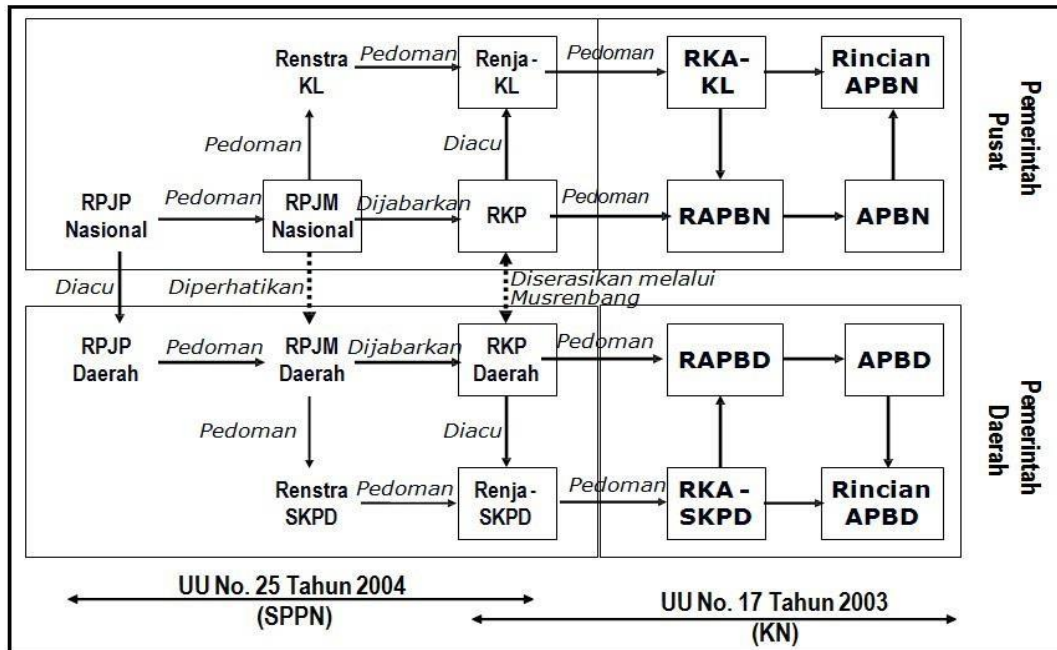 Renstra
KL
Pedoman
Renja -
KL
Pedoman
RKA-
KL
Rincian
APBN
Pemerintah
Pusat
Pedoman
Diacu
RPJP
Nasional
Pedoman
RPJM
Nasional
Dijabarkan
RKP
Pedoman
RAPBN
APBN
Diacu
Diperhatikan
Diserasikan melalui
Musrenbang
RPJP
Daerah
Pedoman
RPJM
Daerah
Dijabarkan
RKP
Daerah
Pedoman
RAPBD
APBD
Pemerintah
Daerah
Pedoman
Diacu
Renstra
SKPD
Pedoman
Renja-
SKPD
Pedoman
RKA -
SKPD
Rincian
APBD
UU No. 25 Tahun 2004
(SPPN)
UU No. 17 Tahun 2003
(KN)